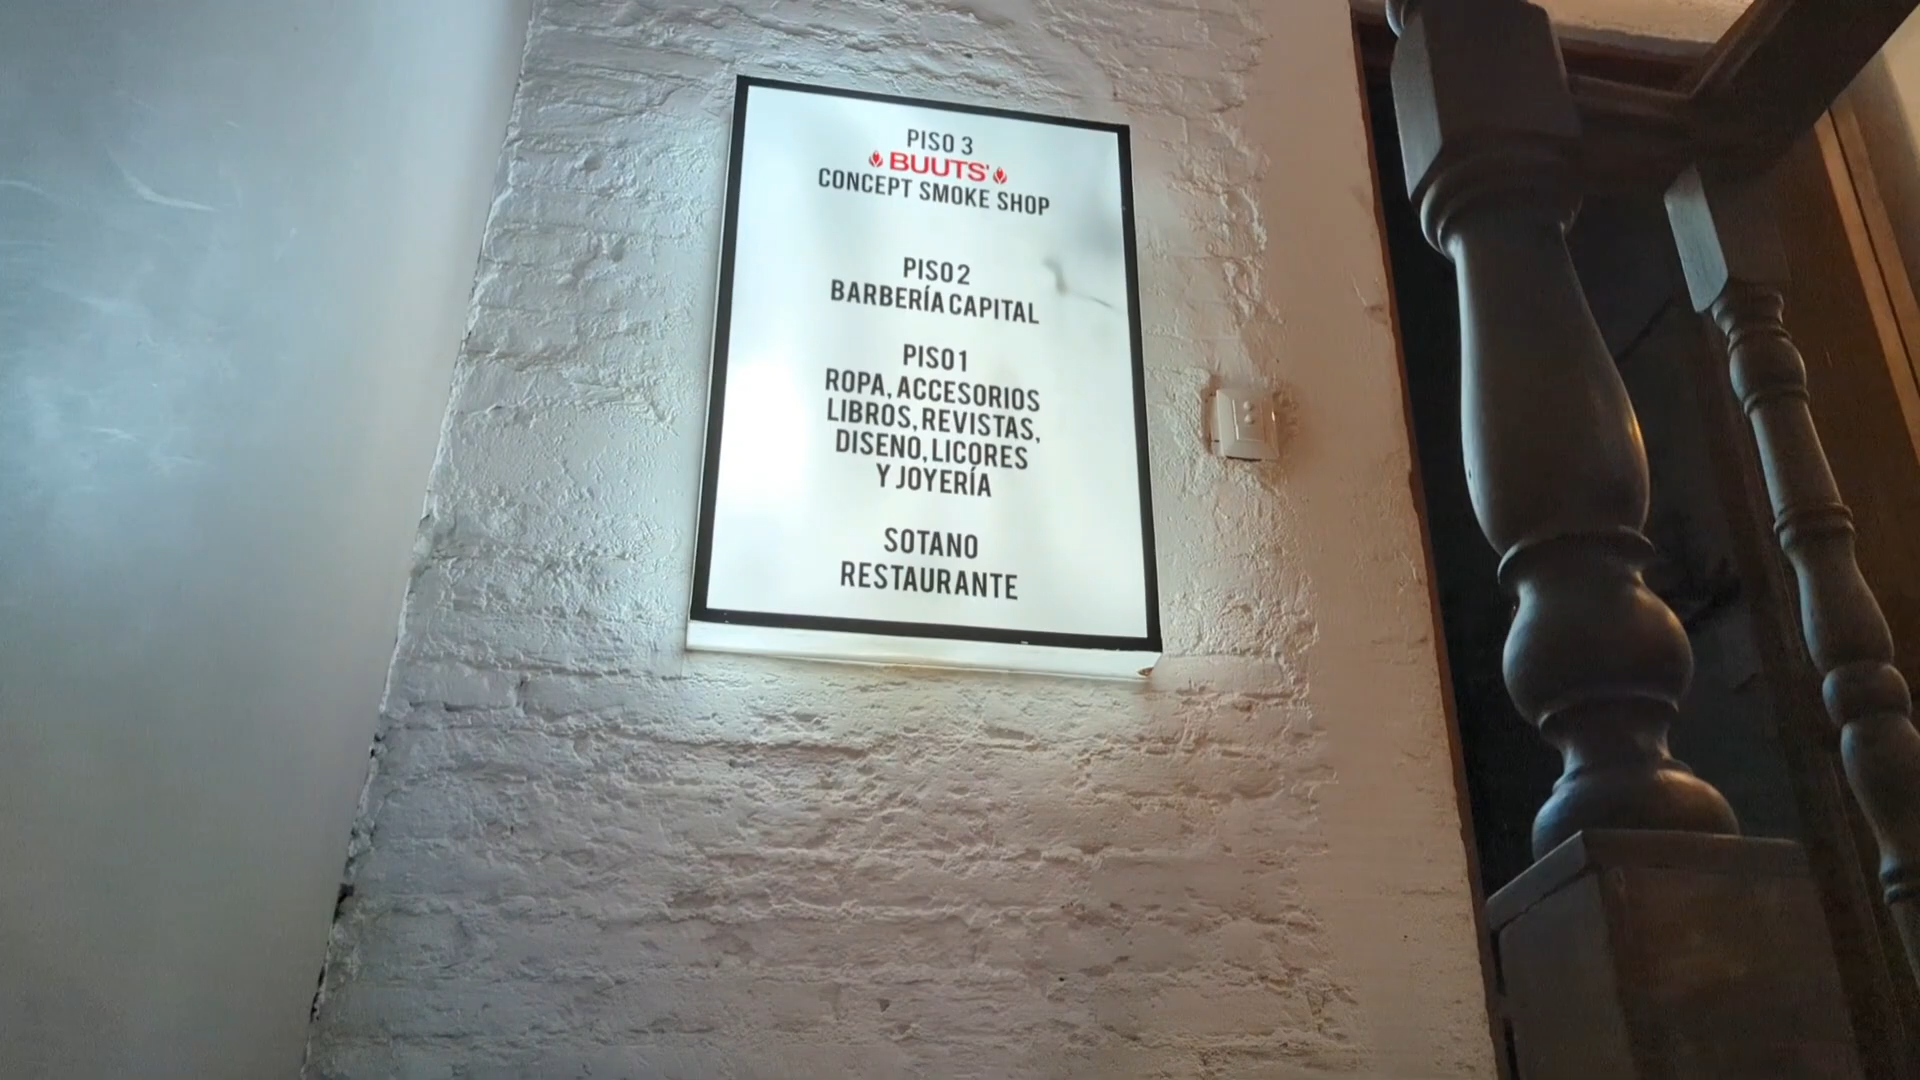 PISO 3
BUUTS'
CONCEPT SMOKE SHOP
PISO 2
BARBERÍA CAPITAL
PISO 1
ROPA, ACCESORIOS
LIBROS, REVISTAS,
DISENO, LICORES
Y JOYERÍA
SOTANO
RESTAURANTE